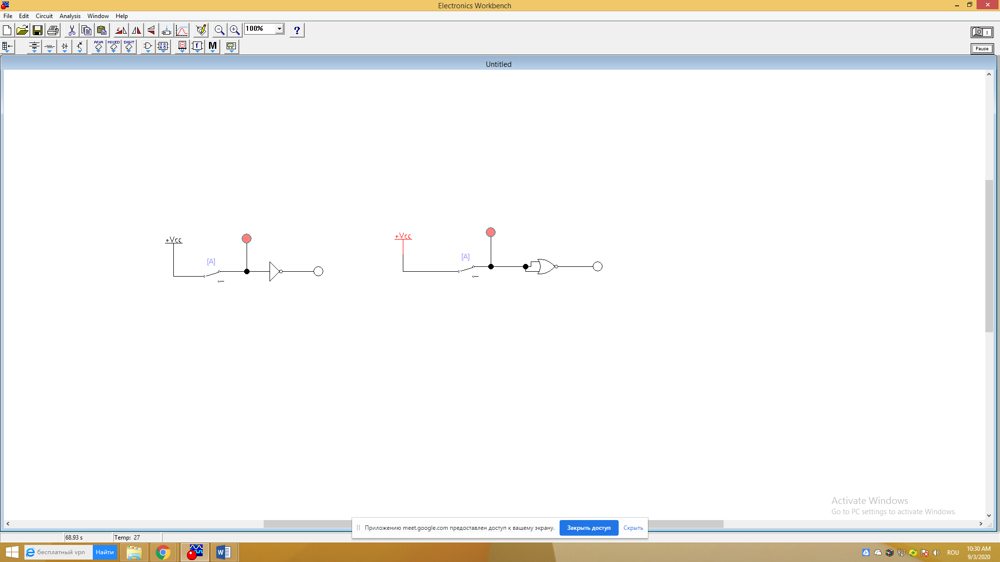 Electronics Workbench
File Edit Circuit Analysis Window Help
100%
?
ANA MIXED DIGIT
f M
Pause
Untitled
+Vcc
[A]
+Vcc
[A]
Activate Windows
Go to PC settings to activate Windows.
Приложению meet.google.com предоставлен доступ к вашему экрану. Закрыть доступ Скрыть
68.93 s Temp: 27
бесплатный vpn Найти
ROU
10:30 AM
9/3/2020